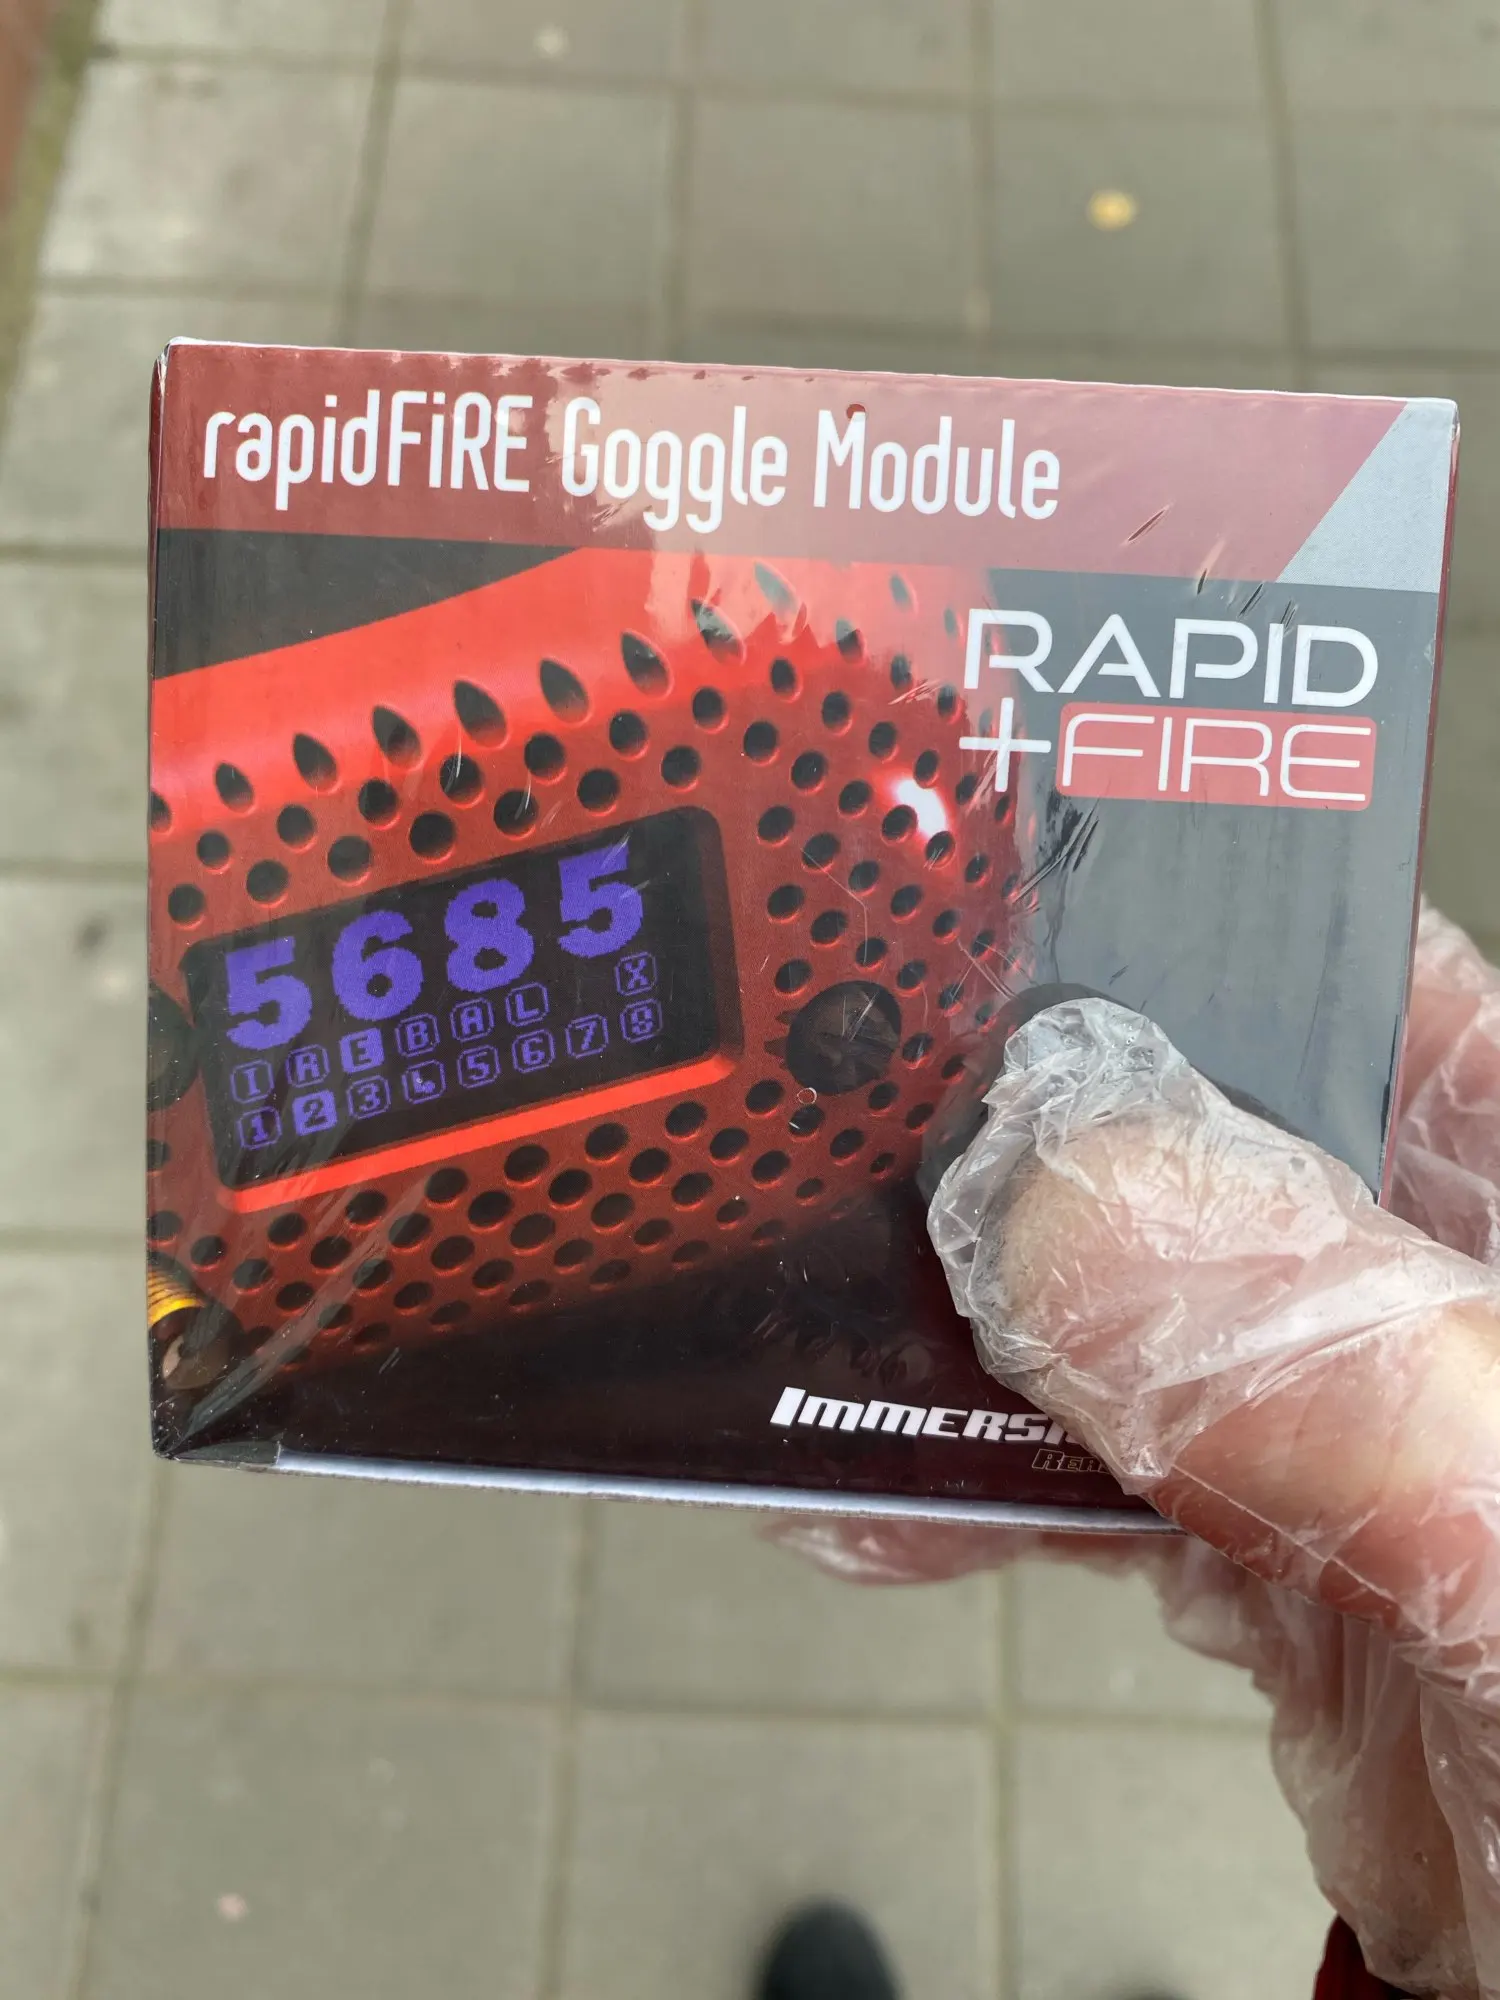 rapidFiRE Goggle Module
RAPID
+FIRE
5685
I R E B A L X
1 2 3 4 5 6 7 8